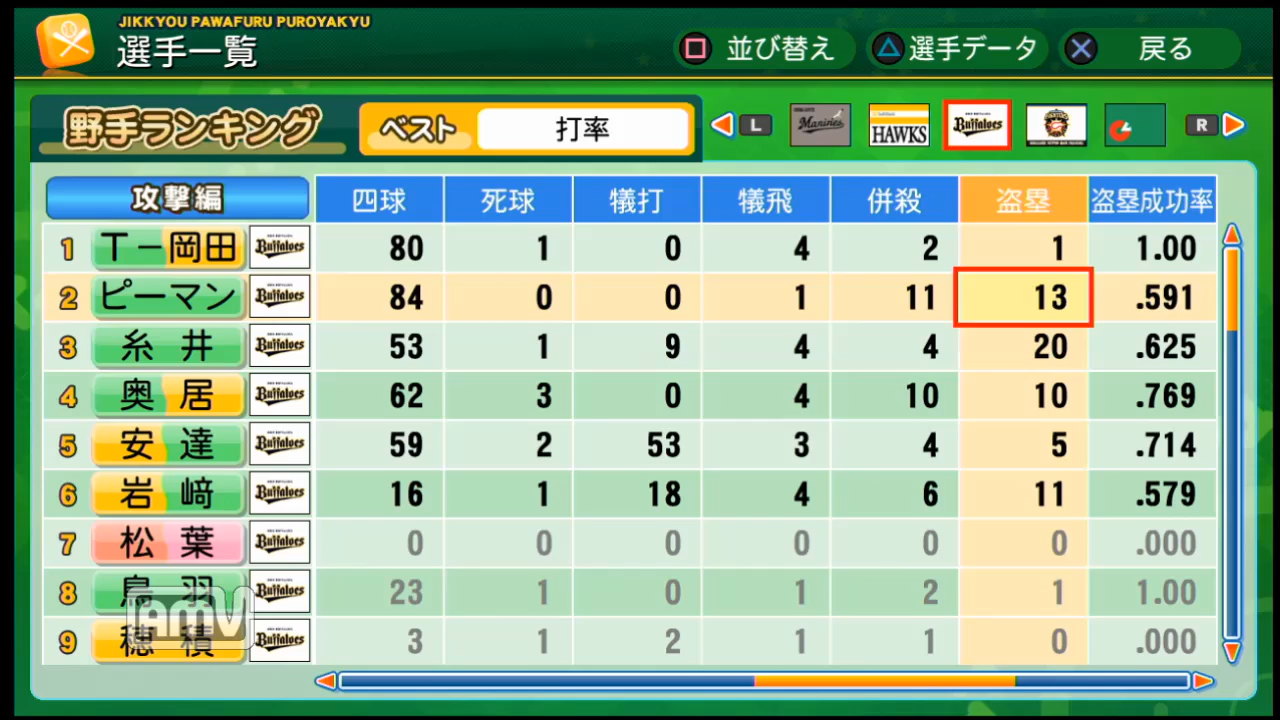 JIKKYOU PAWAFURU PUROYAKYU
選手一覧
並び替え 選手データ 戻る
野手ランキング ベスト 打率 L Marines HAWKS Buffaloes R
攻撃編 四球 死球 犠打 犠飛 併殺 盗塁 盗塁成功率
1 T－岡田 Buffaloes 80 1 0 4 2 1 1.00
2 ピーマン Buffaloes 84 0 0 1 11 13 .591
3 糸井 Buffaloes 53 1 9 4 4 20 .625
4 奥居 Buffaloes 62 3 0 4 10 10 .769
5 安達 Buffaloes 59 2 53 3 4 5 .714
6 岩﨑 Buffaloes 16 1 18 4 6 11 .579
7 松葉 Buffaloes 0 0 0 0 0 0 .000
8 鳥羽 Buffaloes 23 1 0 1 2 1 1.00
9 穂積 Buffaloes 3 1 2 1 1 0 .000
AMV